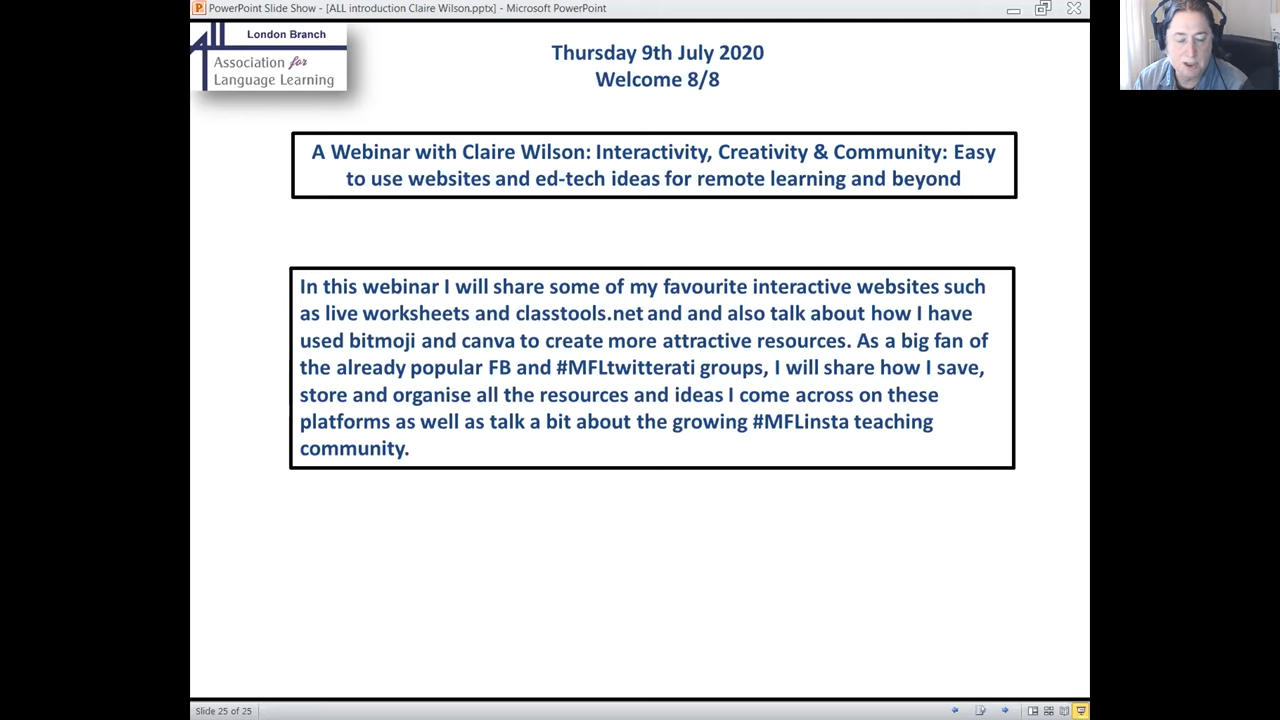 PowerPoint Slide Show - [ALL introduction Claire Wilson.pptx] - Microsoft PowerPoint
London Branch
Association for
Language Learning
Thursday 9th July 2020
Welcome 8/8
A Webinar with Claire Wilson: Interactivity, Creativity & Community: Easy
to use websites and ed-tech ideas for remote learning and beyond
In this webinar I will share some of my favourite interactive websites such
as live worksheets and classtools.net and and also talk about how I have
used bitmoji and canva to create more attractive resources. As a big fan of
the already popular FB and #MFLtwitterati groups, I will share how I save,
store and organise all the resources and ideas I come across on these
platforms as well as talk a bit about the growing #MFLinsta teaching
community.
Slide 25 of 25